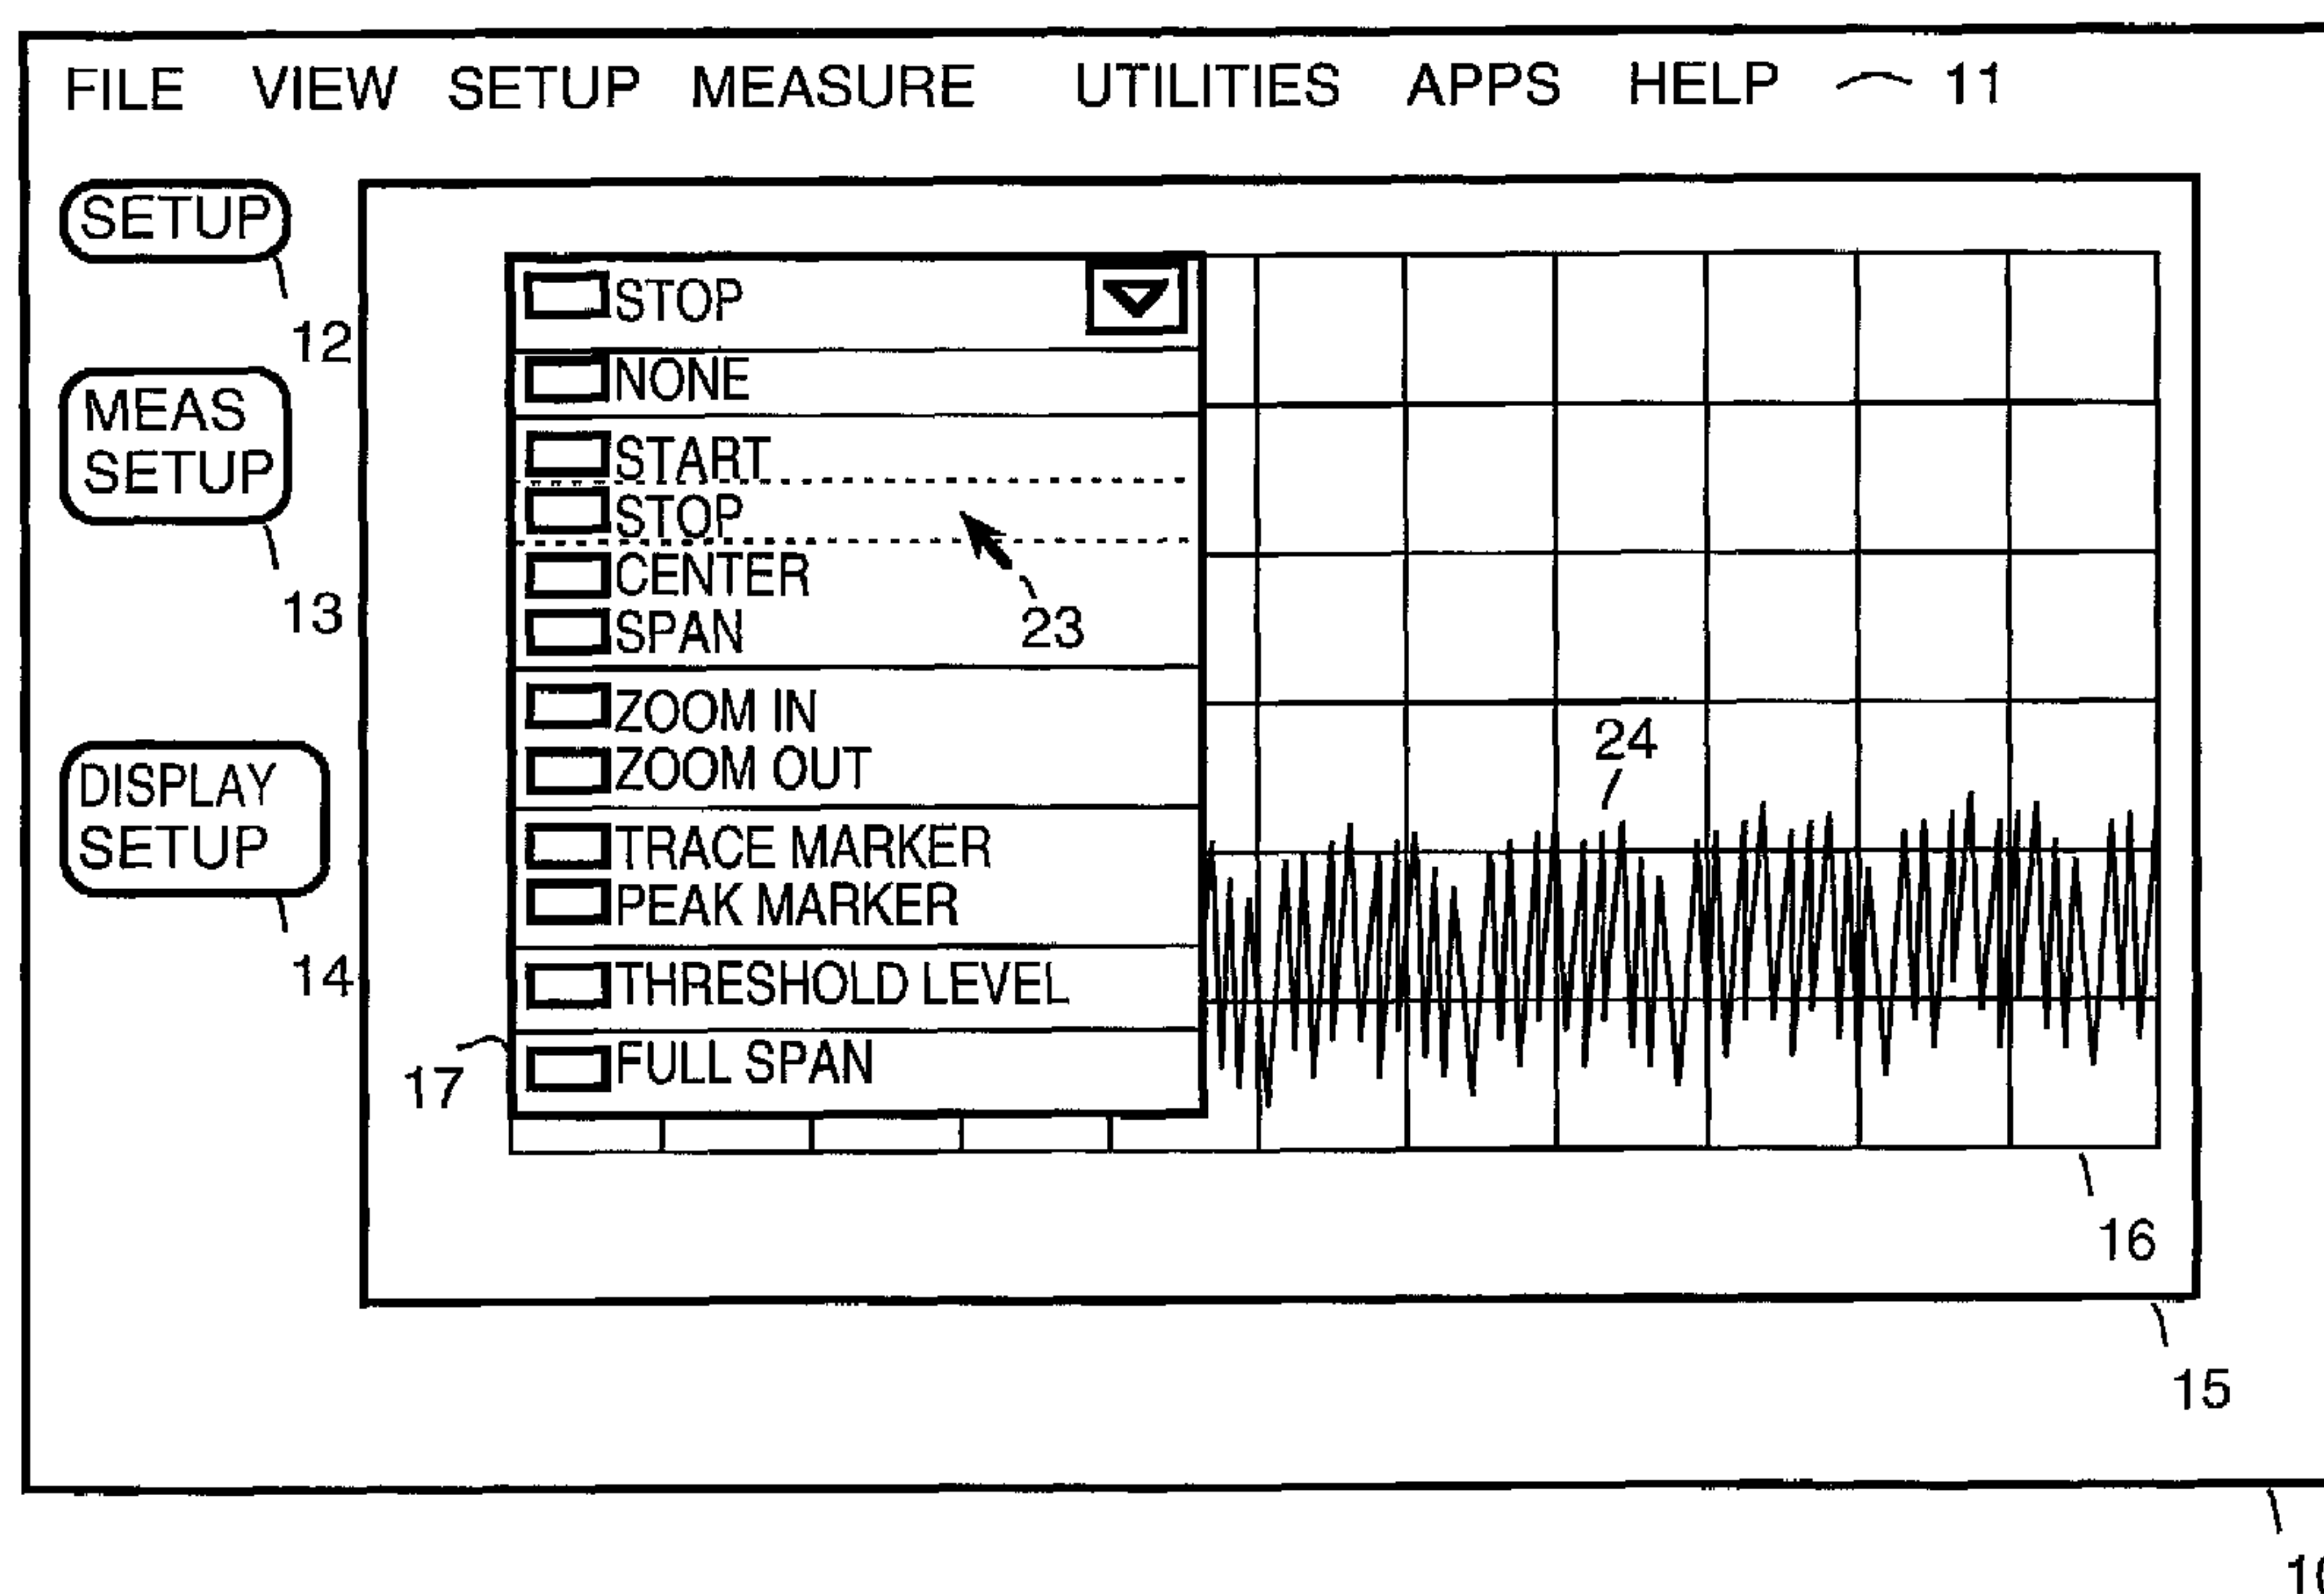 FILE VIEW SETUP MEASURE UTILITIES APPS HELP 11
SETUP
12
MEAS
SETUP
13
DISPLAY
SETUP
14
STOP
NONE
START
STOP
CENTER
SPAN
23
ZOOM IN
ZOOM OUT
TRACE MARKER
PEAK MARKER
THRESHOLD LEVEL
FULL SPAN
17
24
16
15